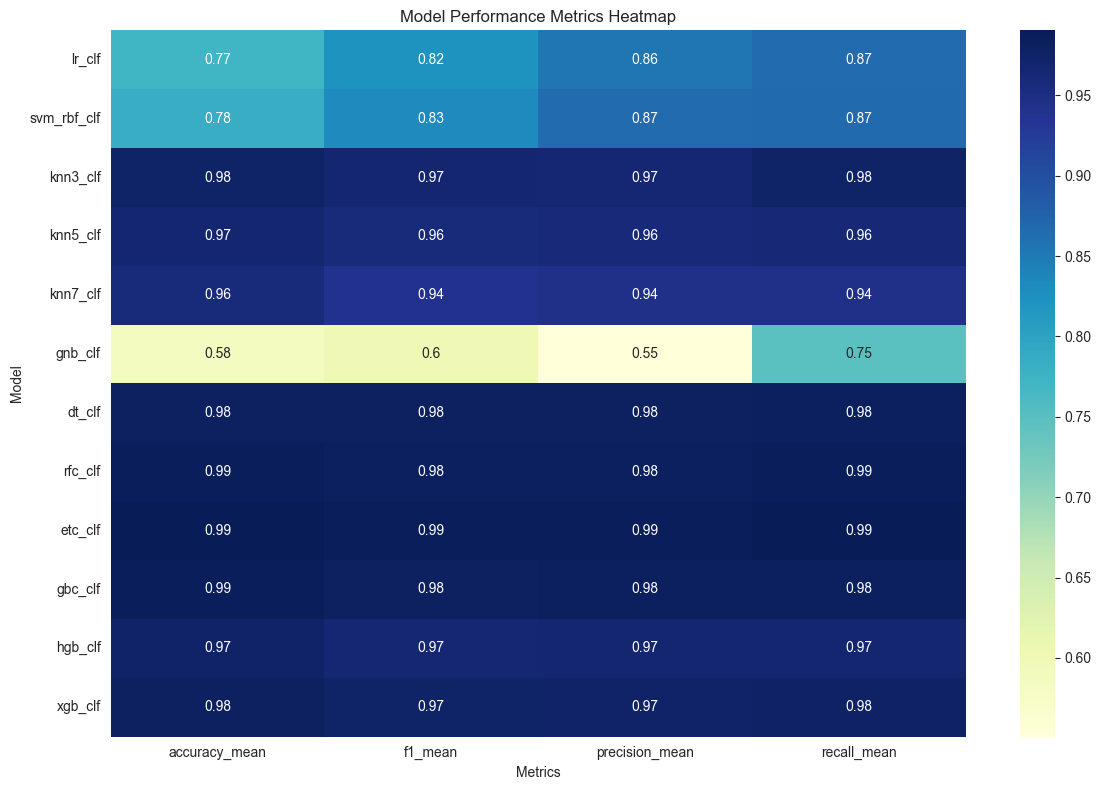 Model Performance Metrics Heatmap
lr_clf 0.77 0.82 0.86 0.87
svm_rbf_clf 0.78 0.83 0.87 0.87
knn3_clf 0.98 0.97 0.97 0.98
knn5_clf 0.97 0.96 0.96 0.96
knn7_clf 0.96 0.94 0.94 0.94
gnb_clf 0.58 0.6 0.55 0.75
dt_clf 0.98 0.98 0.98 0.98
rfc_clf 0.99 0.98 0.98 0.99
etc_clf 0.99 0.99 0.99 0.99
gbc_clf 0.99 0.98 0.98 0.98
hgb_clf 0.97 0.97 0.97 0.97
xgb_clf 0.98 0.97 0.97 0.98
Model
accuracy_mean f1_mean precision_mean recall_mean
Metrics
0.95
0.90
0.85
0.80
0.75
0.70
0.65
0.60